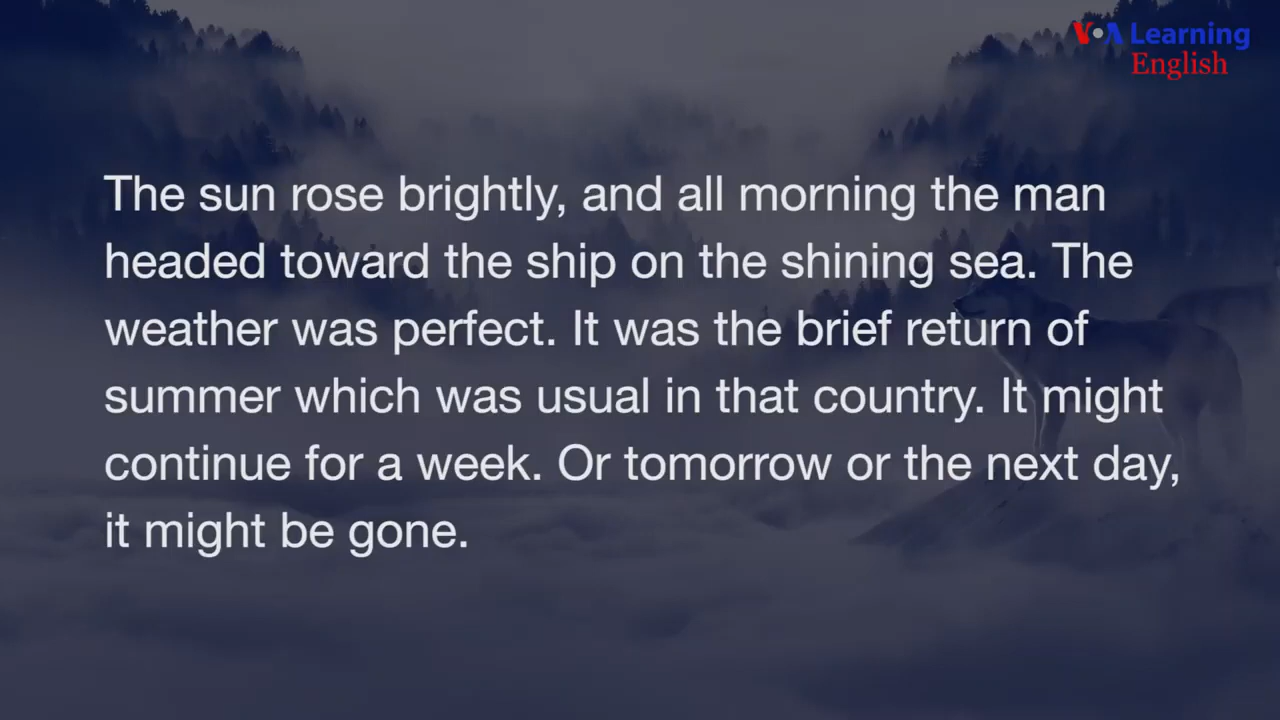 VOA Learning
English
The sun rose brightly, and all morning the man
headed toward the ship on the shining sea. The
weather was perfect. It was the brief return of
summer which was usual in that country. It might
continue for a week. Or tomorrow or the next day,
it might be gone.